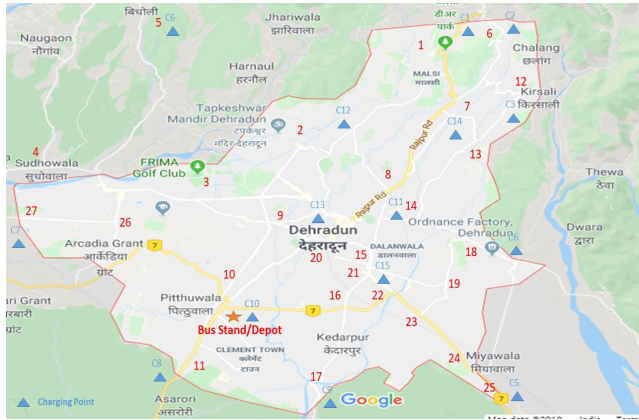 बिधोली
5
C6
Jhariwala
झारिवाला
डीअर
पार्क
C1
C2
6
Naugaon
नौगांव
1
Chalang
छलांग
Harnaul
हरनौल
MALSI
मालसी
12
Kirsali
किरसाली
Tapkeshwar
Mandir Dehradun
टपकेश्वर
मंदिर देहरादून
C12
2
7
C3
C14
Rajpur Rd
4
Sudhowala
सुधोवाला
FRIMA
Golf Club
3
13
8
Thewa
ठेवा
Rajpur Rd
27
26
9
C13
C11
14
Ordnance Factory,
Dehradun
Dwara
द्वारा
C7
Arcadia Grant
आर्केडिया
ग्रांट
7
Dehradun
देहरादून
20
DALANWALA
डालनवाला
15
18
C6
10
21
C15
19
ari Grant
ग्रांट
Pitthuwala
पित्थुवाला
16
22
C10
7
Bus Stand/Depot
23
Kedarpur
केदारपुर
CLEMENT TOWN
क्लेमेंट
टाउन
11
24
Miyawala
मियावाला
C8
17
25
C5
7
Asarori
असरोरी
C9
Google
Charging Point